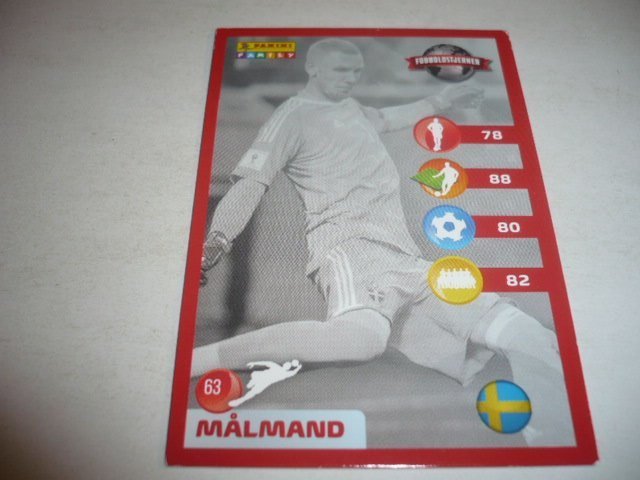 PANINI
FAMILY
FODBOLDSTJERNER
78
88
80
82
63
MÅLMAND